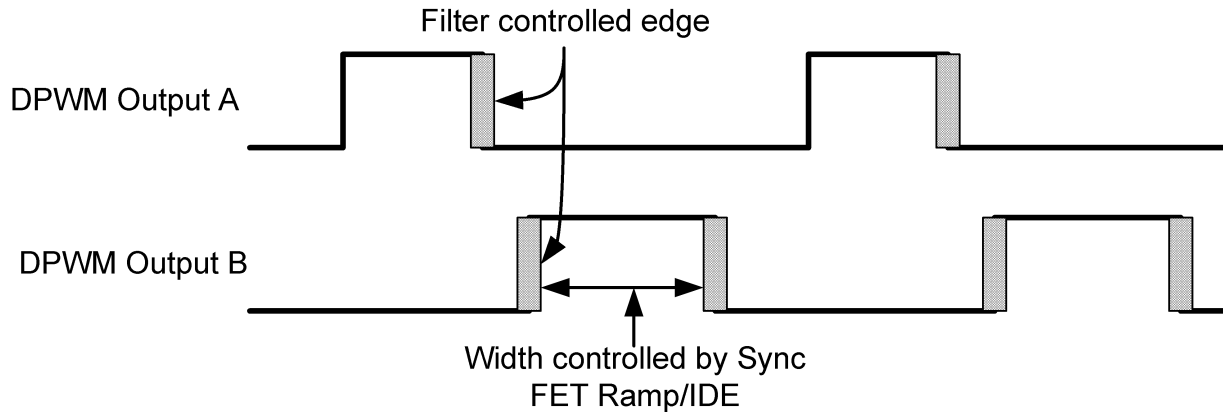 Filter controlled edge
DPWM Output A
DPWM Output B
Width controlled by Sync
FET Ramp/IDE